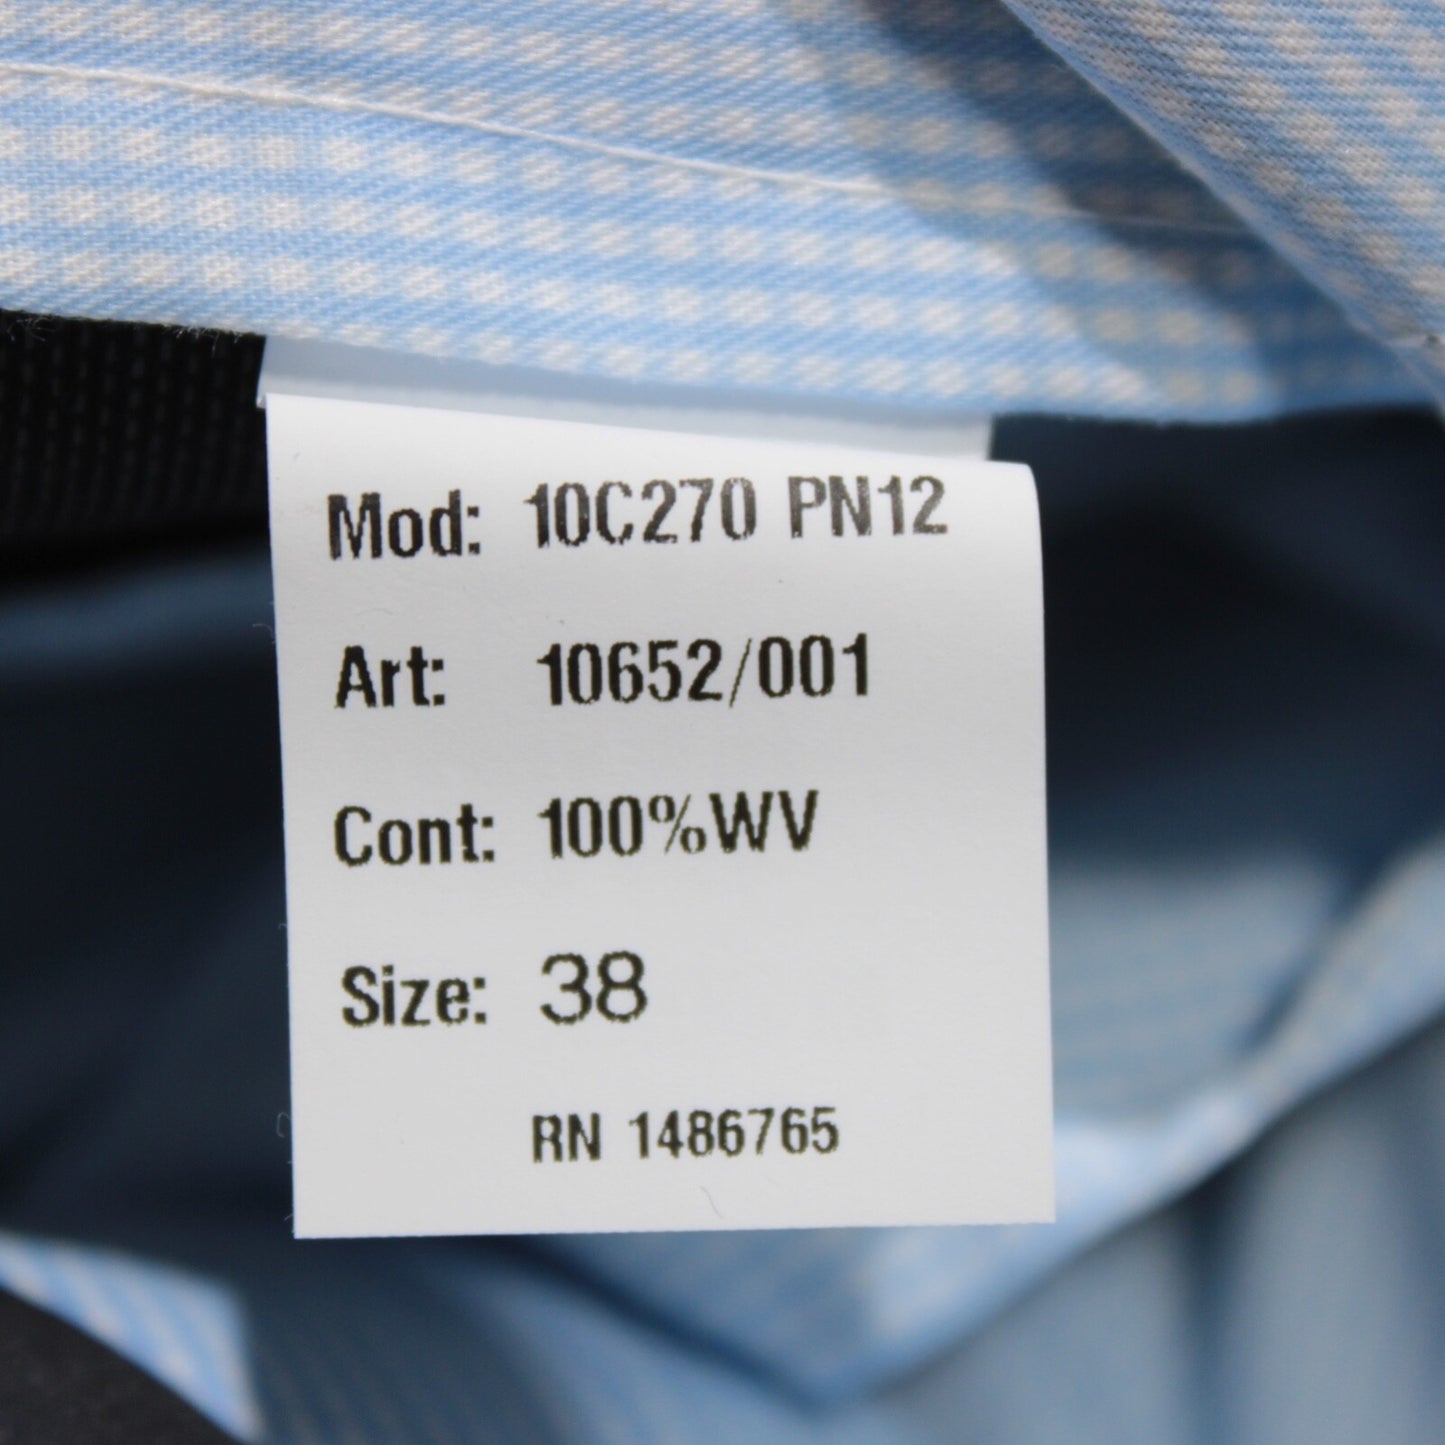 Mod: 10C270 PN12
Art: 10652/001
Cont: 100%WV
Size: 38
RN 1486765